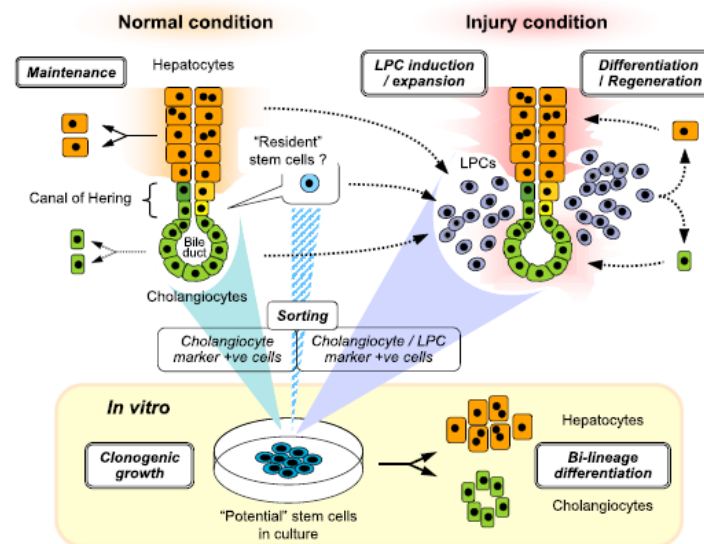 Normal condition
Injury condition
Maintenance
Hepatocytes
LPC induction
/ expansion
Differentiation
/ Regeneration
"Resident"
stem cells ?
LPCs
Canal of Hering
Bile
duct
Cholangiocytes
Sorting
Cholangiocyte
marker +ve cells
Cholangiocyte / LPC
marker +ve cells
In vitro
Clonogenic
growth
"Potential" stem cells
in culture
Hepatocytes
Bi-lineage
differentiation
Cholangiocytes